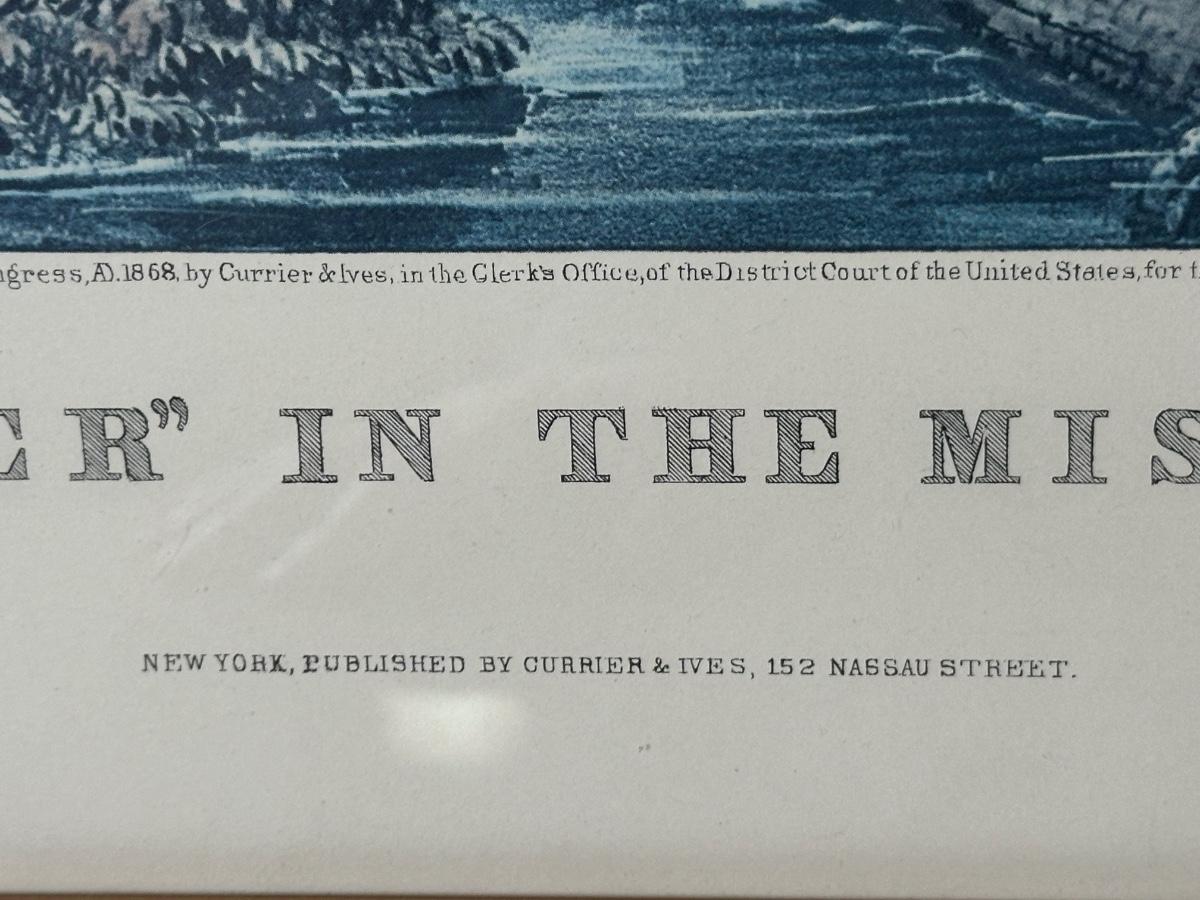 ngress, A.D. 1868, by Currier & Ives, in the Clerk's Office, of the District Court of the United States, for t
ER” IN THE MIS
NEW YORK, PUBLISHED BY CURRIER & IVES, 152 NASSAU STREET.